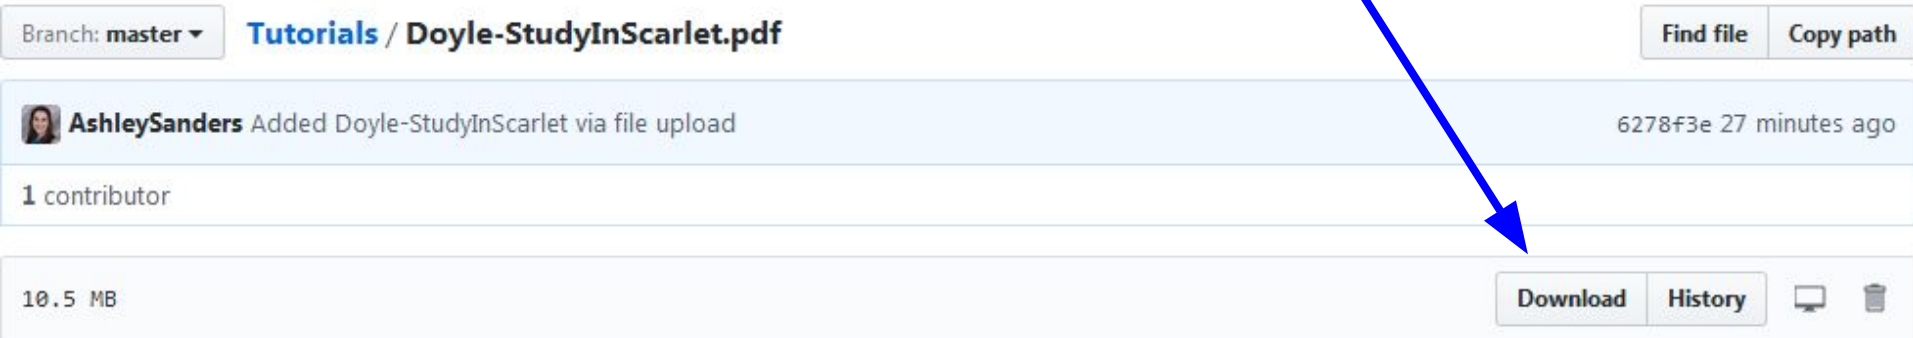 Branch: master Tutorials / Doyle-StudyInScarlet.pdf Find file Copy path
AshleySanders Added Doyle-StudyInScarlet via file upload 6278f3e 27 minutes ago
1 contributor
10.5 MB Download History